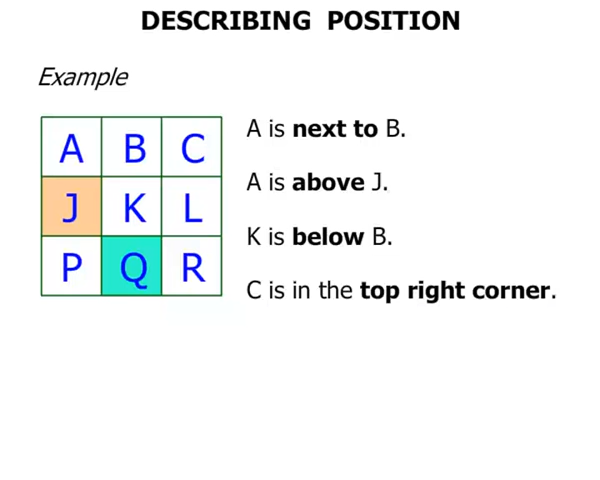 DESCRIBING POSITION
Example
A B C
J K L
P Q R
A is next to B.
A is above J.
K is below B.
C is in the top right corner.